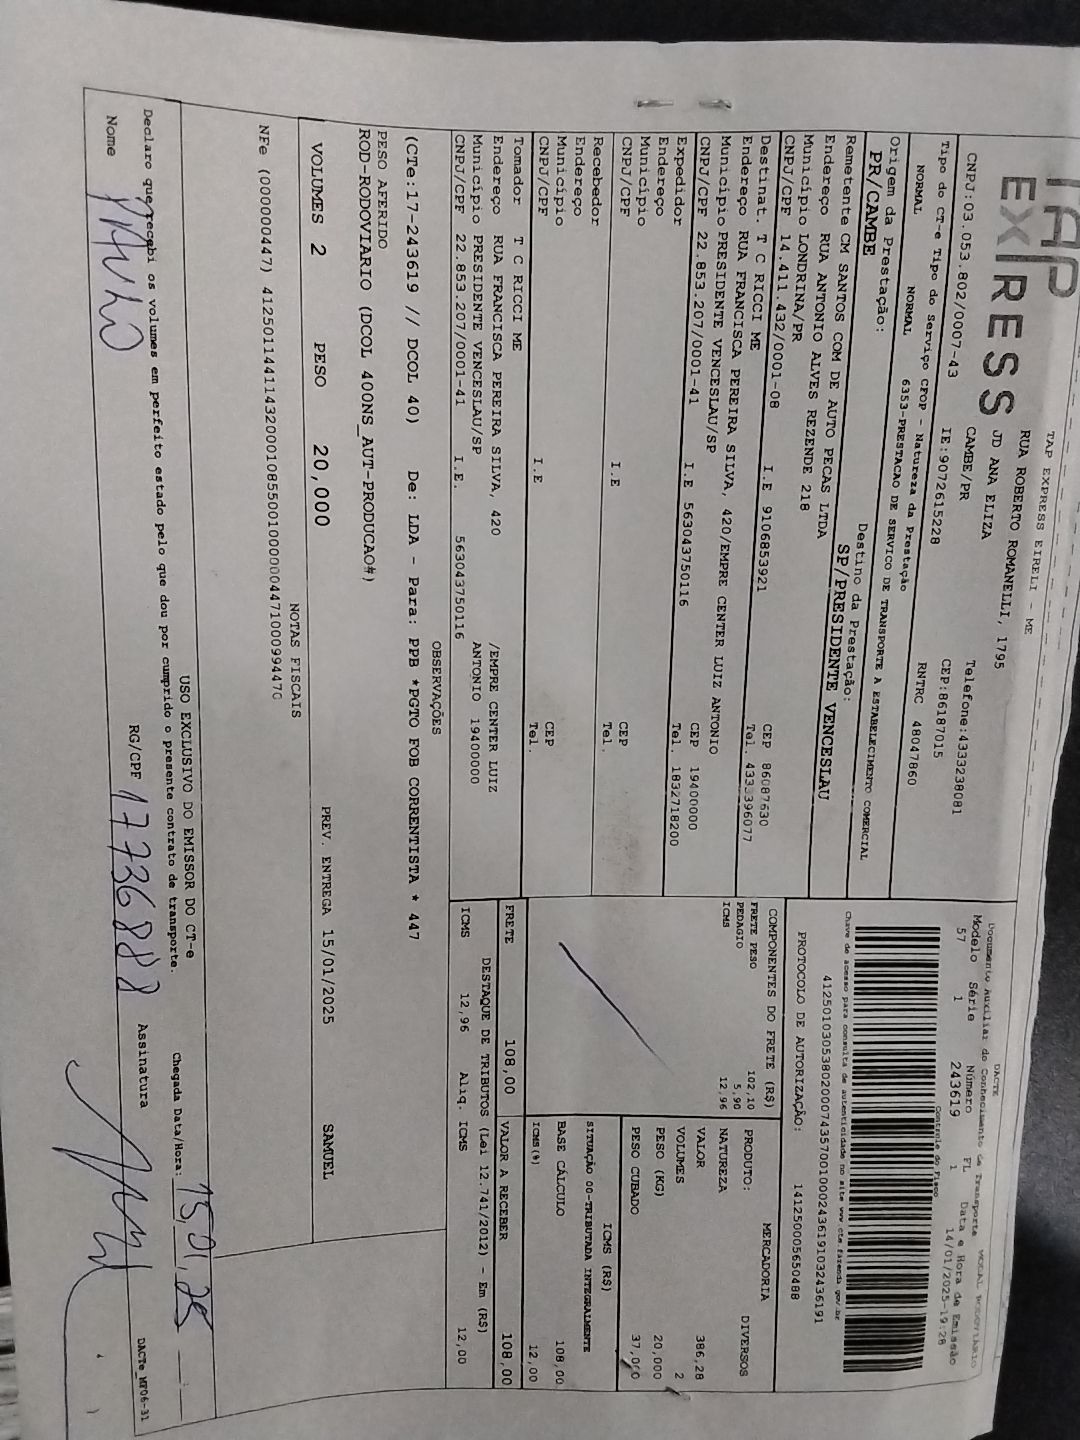 TAP
EXPRESS
TAP EXPRESS EIRELI - ME
RUA ROBERTO ROMANELLI, 1795
JD ANA ELIZA
CNPJ:03.053.802/0007-43 CAMBE/PR Telefone:4333238081
IE:9072615228 CEP:86187015
Tipo do CT-e Tipo do Serviço CFOP - Natureza da Prestação RNTRC 48047860
NORMAL NORMAL 6353-PRESTACAO DE SERVICO DE TRANSPORTE A ESTABELECIMENTO COMERCIAL
Origem da Prestação: Destino da Prestação:
PR/CAMBE SP/PRESIDENTE VENCESLAU
Remetente CM SANTOS COM DE AUTO PECAS LTDA
Endereço RUA ANTONIO ALVES REZENDE 218
Município LONDRINA/PR CEP 86087630
CNPJ/CPF 14.411.432/0001-08 I.E 9106853921 Tel. 4333396077
Destinat. T C RICCI ME
Endereço RUA FRANCISCA PEREIRA SILVA, 420/EMPRE CENTER LUIZ ANTONIO
Município PRESIDENTE VENCESLAU/SP CEP 19400000
CNPJ/CPF 22.853.207/0001-41 I.E 563043750116 Tel. 1832718200
Expedidor
Endereço
Município CEP
CNPJ/CPF I.E Tel.
Recebedor
Endereço
Município CEP
CNPJ/CPF I.E Tel.
Tomador T C RICCI ME
Endereço RUA FRANCISCA PEREIRA SILVA, 420 /EMPRE CENTER LUIZ
Município PRESIDENTE VENCESLAU/SP ANTONIO 19400000
CNPJ/CPF 22.853.207/0001-41 I.E. 563043750116
DACTE
Documento Auxiliar do Conhecimento de Transporte MODAL RODOVIÁRIO
Modelo Série Número FL Data e Hora de Emissão
57 1 243619 1 14/01/2025-19:28
Controle do Fisco
Chave de acesso para consulta de autenticidade no site www.cte.fazenda.gov.br
41250103053802000743570010002436191032436191
PROTOCOLO DE AUTORIZAÇÃO: 141250005650488
COMPONENTES DO FRETE (R$)
FRETE PESO 102,10
PEDAGIO 5,90
ICMS 12,96
MERCADORIA
PRODUTO: DIVERSOS
NATUREZA
VALOR 386,28
VOLUMES 2
PESO (KG) 20,000
PESO CUBADO 37,000
ICMS (R$)
SITUAÇÃO 00-TRIBUTADA INTEGRALMENTE
BASE CÁLCULO 108,00
ICMS(%) 12,00
FRETE 108,00 VALOR A RECEBER 108,00
DESTAQUE DE TRIBUTOS (Lei 12.741/2012) - Em (R$)
ICMS 12,96 Aliq. ICMS 12,00
OBSERVAÇÕES
(CTe:17-243619 // DCOL 40) De: LDA - Para: PPB *PGTO FOB CORRENTISTA * 447
PESO AFERIDO
ROD-RODOVIARIO (DCOL 400NS_AUT-PRODUCAO#)
VOLUMES 2 PESO 20,000 PREV. ENTREGA 15/01/2025 SAMUEL
NOTAS FISCAIS
NFe (000000447) 41250114411432000108550010000004471000994470
USO EXCLUSIVO DO EMISSOR DO CT-e
Declaro que recebi os volumes em perfeito estado pelo que dou por cumprido o presente contrato de transporte. Chegada Data/Hora: 15,01,25
Nome PAULO RG/CPF 17736888 Assinatura
DACTe_MP06-31